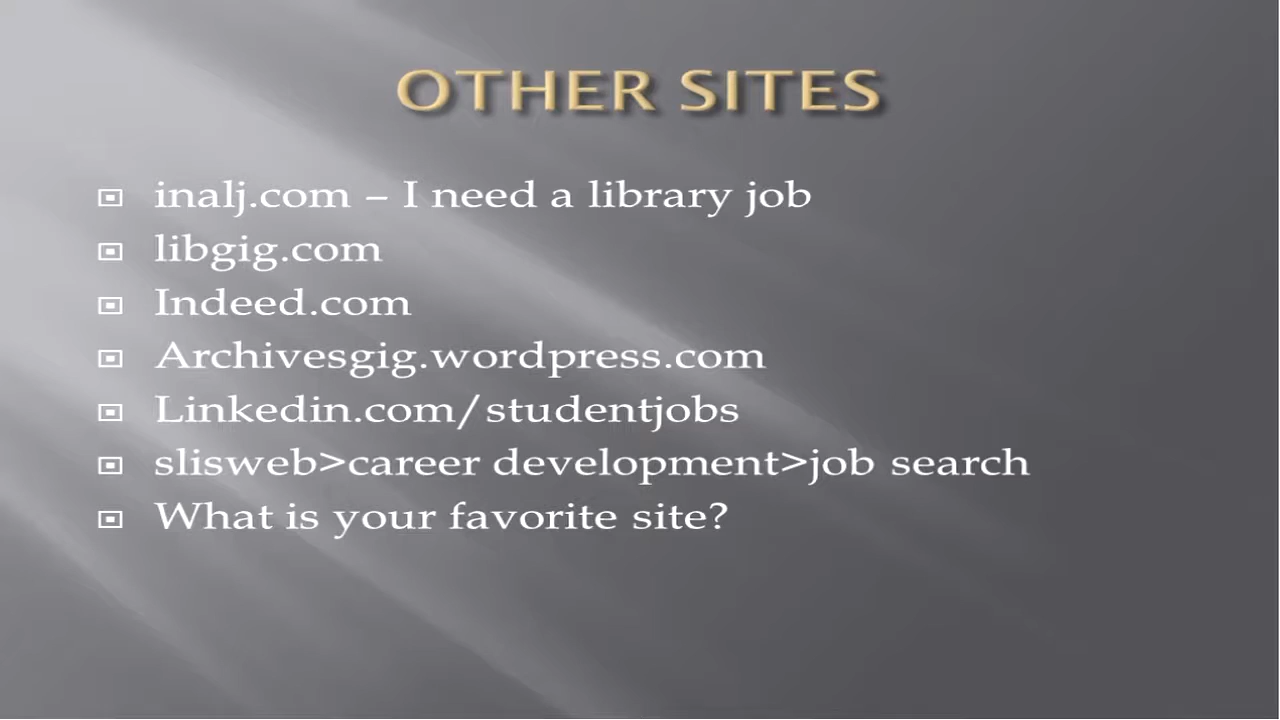 OTHER SITES
inalj.com – I need a library job
libgig.com
Indeed.com
Archivesgig.wordpress.com
Linkedin.com/studentjobs
slisweb>career development>job search
What is your favorite site?